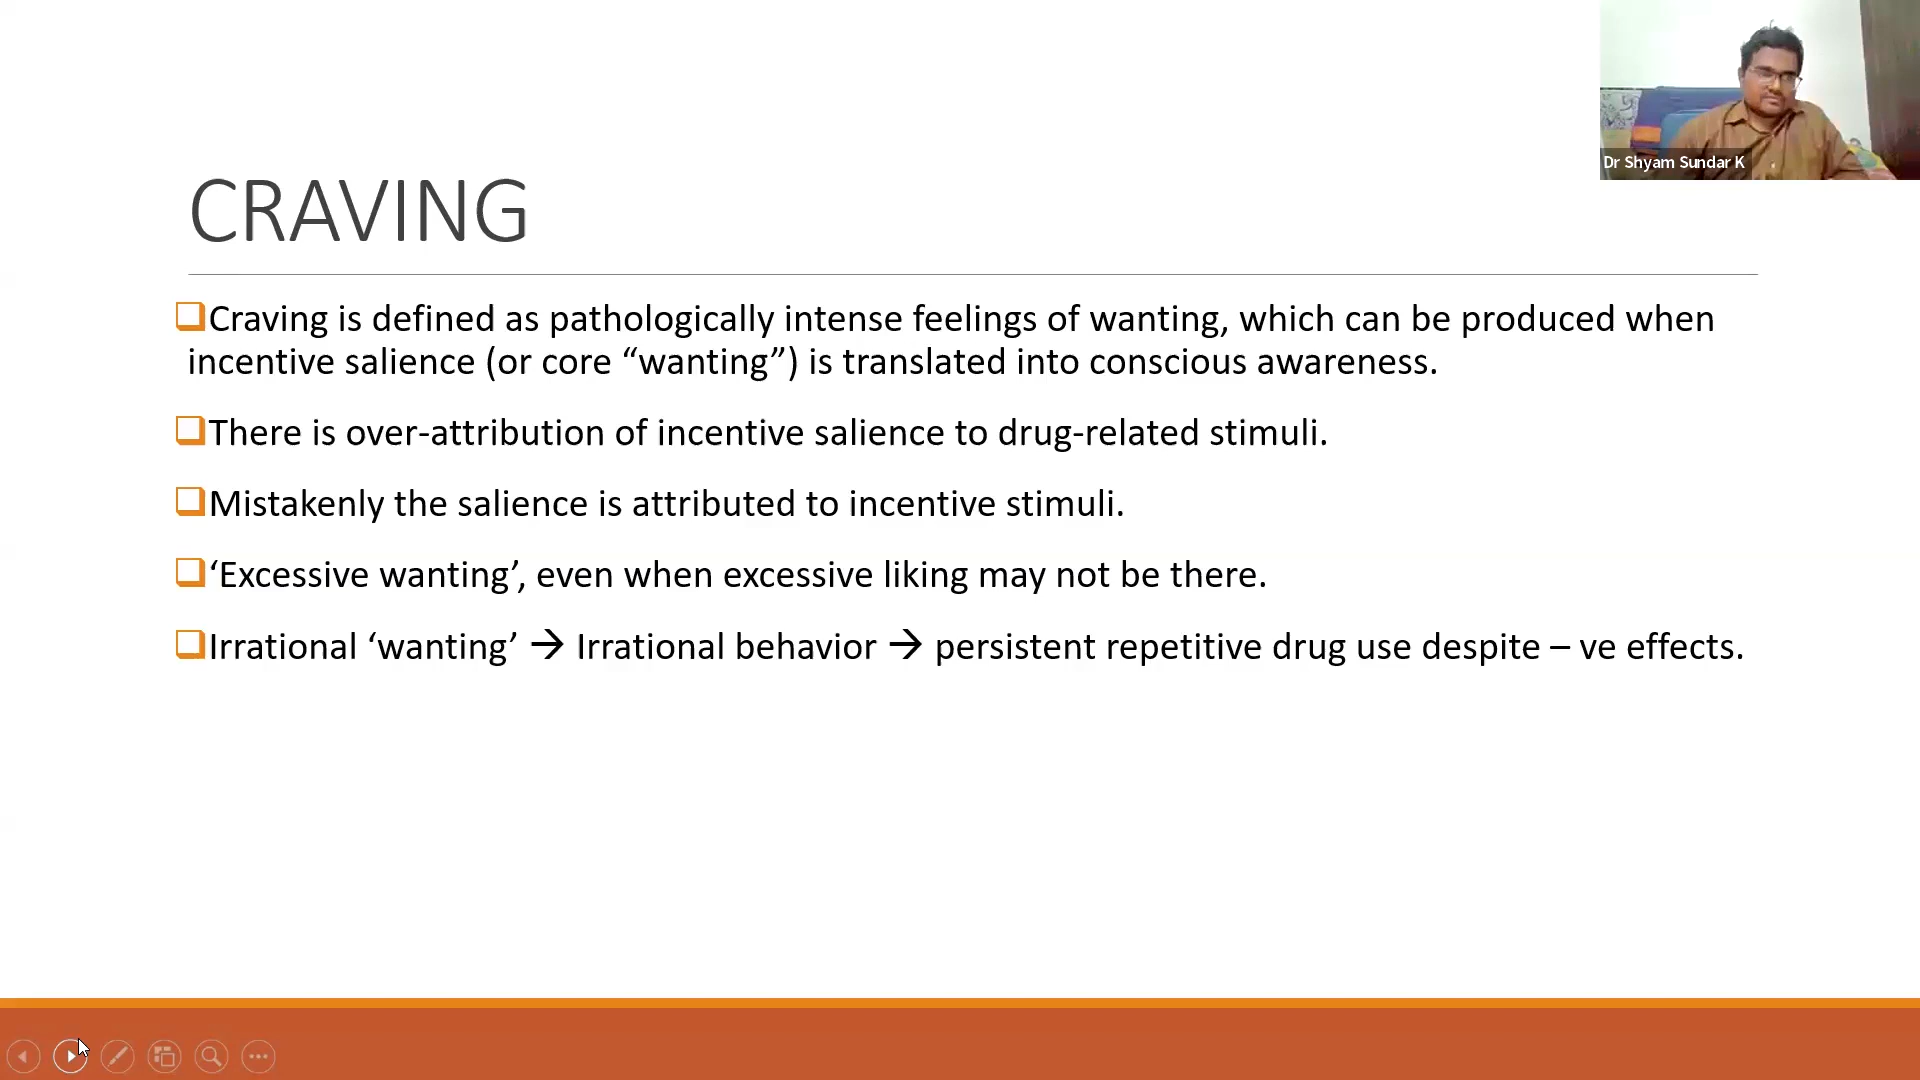 Dr Shyam Sundar K
CRAVING
Craving is defined as pathologically intense feelings of wanting, which can be produced when
incentive salience (or core “wanting”) is translated into conscious awareness.
There is over-attribution of incentive salience to drug-related stimuli.
Mistakenly the salience is attributed to incentive stimuli.
‘Excessive wanting’, even when excessive liking may not be there.
Irrational ‘wanting’ → Irrational behavior → persistent repetitive drug use despite – ve effects.